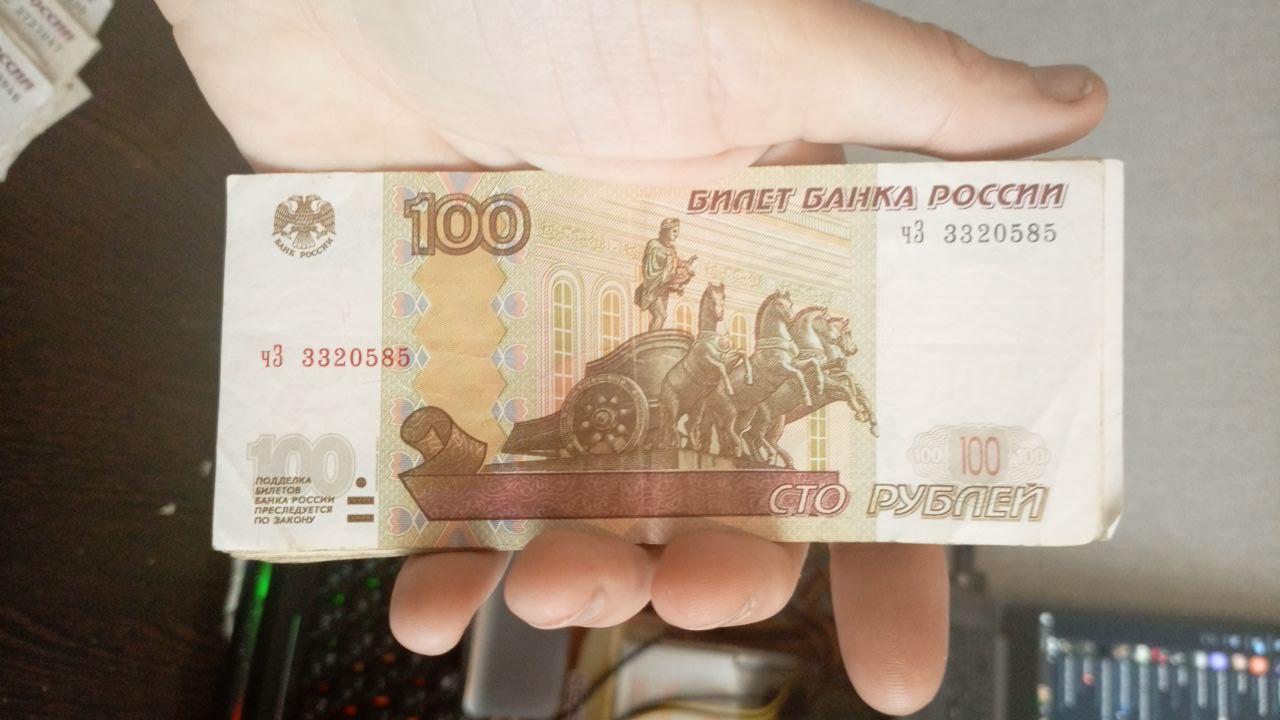 БИЛЕТ БАНКА РОССИИ
чЗ 3320585
100
БАНК РОССИИ
чЗ 3320585
100
ПОДДЕЛКА
БИЛЕТОВ
БАНКА РОССИИ
ПРЕСЛЕДУЕТСЯ
ПО ЗАКОНУ
100 100 100
СТО РУБЛЕЙ